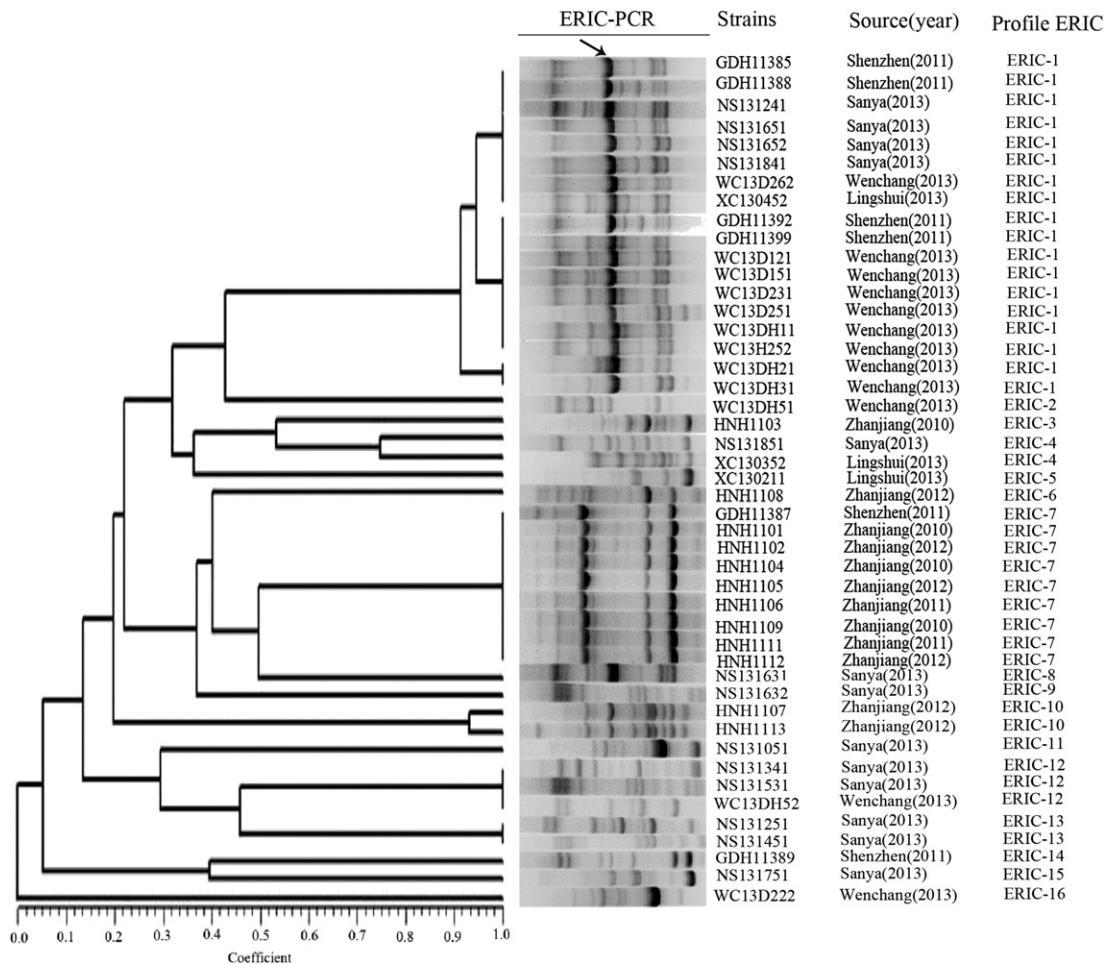 ERIC-PCR Strains Source(year) Profile ERIC
GDH11385 Shenzhen(2011) ERIC-1
GDH11388 Shenzhen(2011) ERIC-1
NS131241 Sanya(2013) ERIC-1
NS131651 Sanya(2013) ERIC-1
NS131652 Sanya(2013) ERIC-1
NS131841 Sanya(2013) ERIC-1
WC13D262 Wenchang(2013) ERIC-1
XC130452 Lingshui(2013) ERIC-1
GDH11392 Shenzhen(2011) ERIC-1
GDH11399 Shenzhen(2011) ERIC-1
WC13D121 Wenchang(2013) ERIC-1
WC13D151 Wenchang(2013) ERIC-1
WC13D231 Wenchang(2013) ERIC-1
WC13D251 Wenchang(2013) ERIC-1
WC13DH11 Wenchang(2013) ERIC-1
WC13H252 Wenchang(2013) ERIC-1
WC13DH21 Wenchang(2013) ERIC-1
WC13DH31 Wenchang(2013) ERIC-1
WC13DH51 Wenchang(2013) ERIC-2
HNH1103 Zhanjiang(2010) ERIC-3
NS131851 Sanya(2013) ERIC-4
XC130352 Lingshui(2013) ERIC-4
XC130211 Lingshui(2013) ERIC-5
HNH1108 Zhanjiang(2012) ERIC-6
GDH11387 Shenzhen(2011) ERIC-7
HNH1101 Zhanjiang(2010) ERIC-7
HNH1102 Zhanjiang(2012) ERIC-7
HNH1104 Zhanjiang(2010) ERIC-7
HNH1105 Zhanjiang(2012) ERIC-7
HNH1106 Zhanjiang(2011) ERIC-7
HNH1109 Zhanjiang(2010) ERIC-7
HNH1111 Zhanjiang(2011) ERIC-7
HNH1112 Zhanjiang(2012) ERIC-7
NS131631 Sanya(2013) ERIC-8
NS131632 Sanya(2013) ERIC-9
HNH1107 Zhanjiang(2012) ERIC-10
HNH1113 Zhanjiang(2012) ERIC-10
NS131051 Sanya(2013) ERIC-11
NS131341 Sanya(2013) ERIC-12
NS131531 Sanya(2013) ERIC-12
WC13DH52 Wenchang(2013) ERIC-12
NS131251 Sanya(2013) ERIC-13
NS131451 Sanya(2013) ERIC-13
GDH11389 Shenzhen(2011) ERIC-14
NS131751 Sanya(2013) ERIC-15
WC13D222 Wenchang(2013) ERIC-16
0.0 0.1 0.2 0.3 0.4 0.5 0.6 0.7 0.8 0.9 1.0
Coefficient